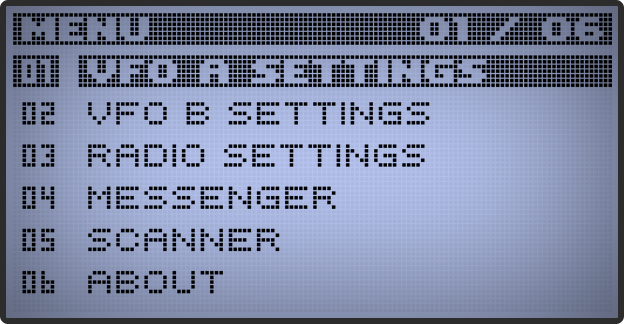 MENU 01 / 06
01 VFO A SETTINGS
02 VFO B SETTINGS
03 RADIO SETTINGS
04 MESSENGER
05 SCANNER
06 ABOUT